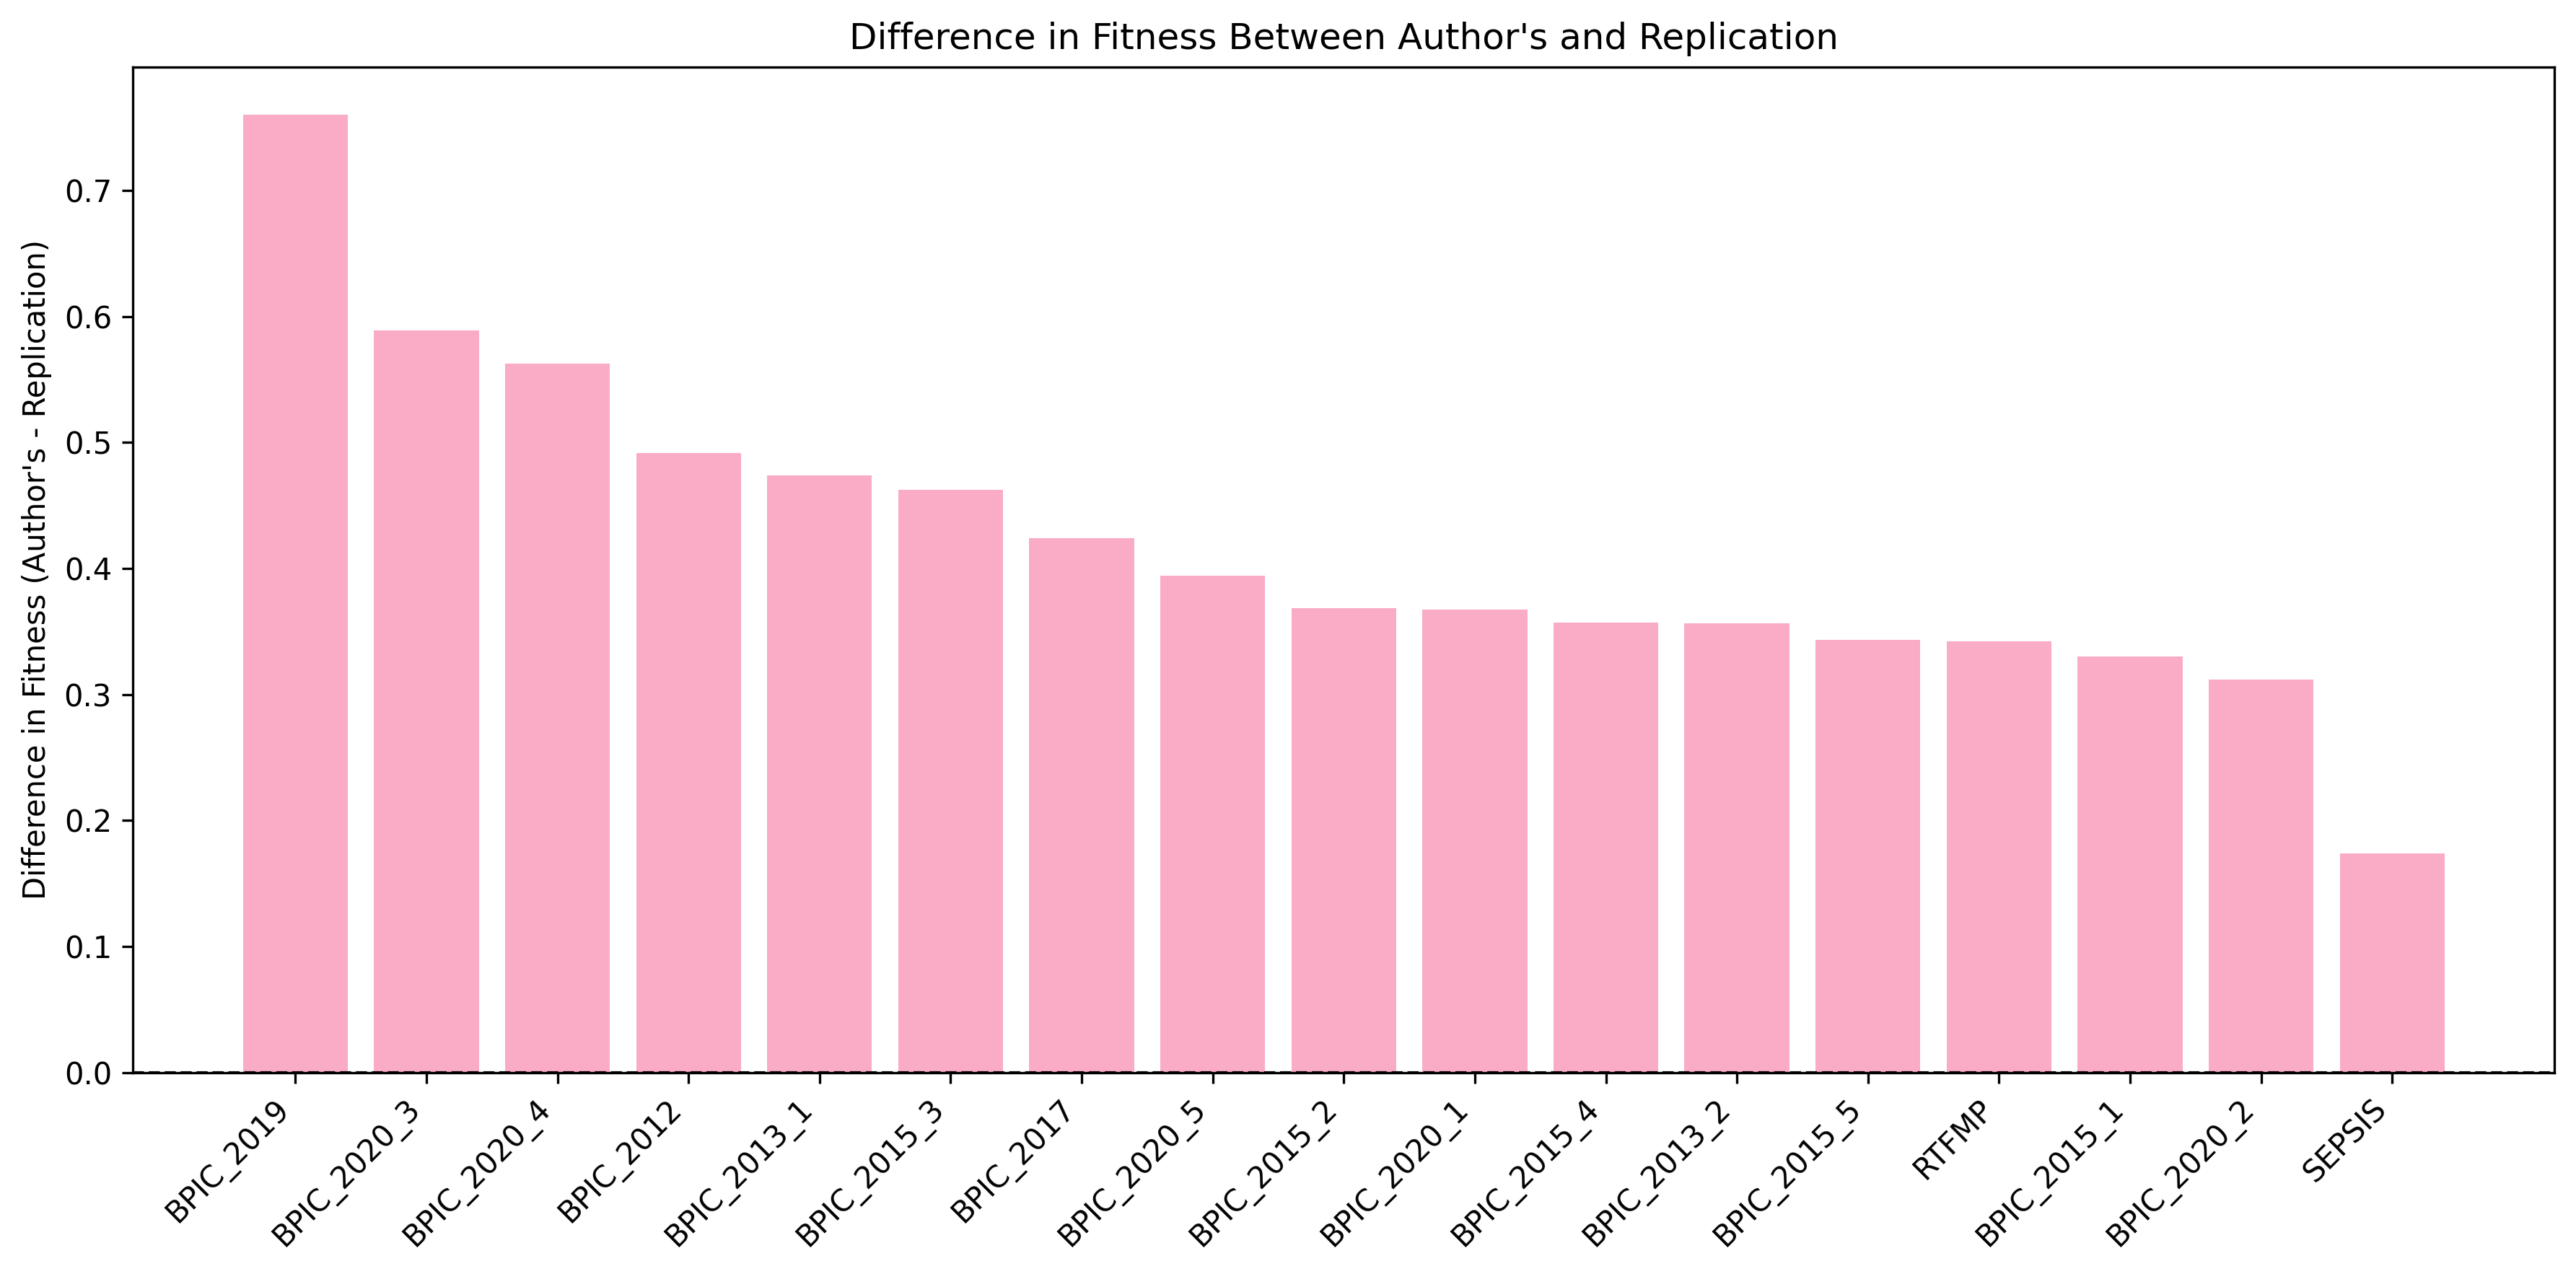 Difference in Fitness Between Author's and Replication
Difference in Fitness (Author's - Replication)
0.7
0.6
0.5
0.4
0.3
0.2
0.1
0.0
BPIC_2019
BPIC_2020_3
BPIC_2020_4
BPIC_2012
BPIC_2013_1
BPIC_2015_3
BPIC_2017
BPIC_2020_5
BPIC_2015_2
BPIC_2020_1
BPIC_2015_4
BPIC_2013_2
BPIC_2015_5
RTFMP
BPIC_2015_1
BPIC_2020_2
SEPSIS